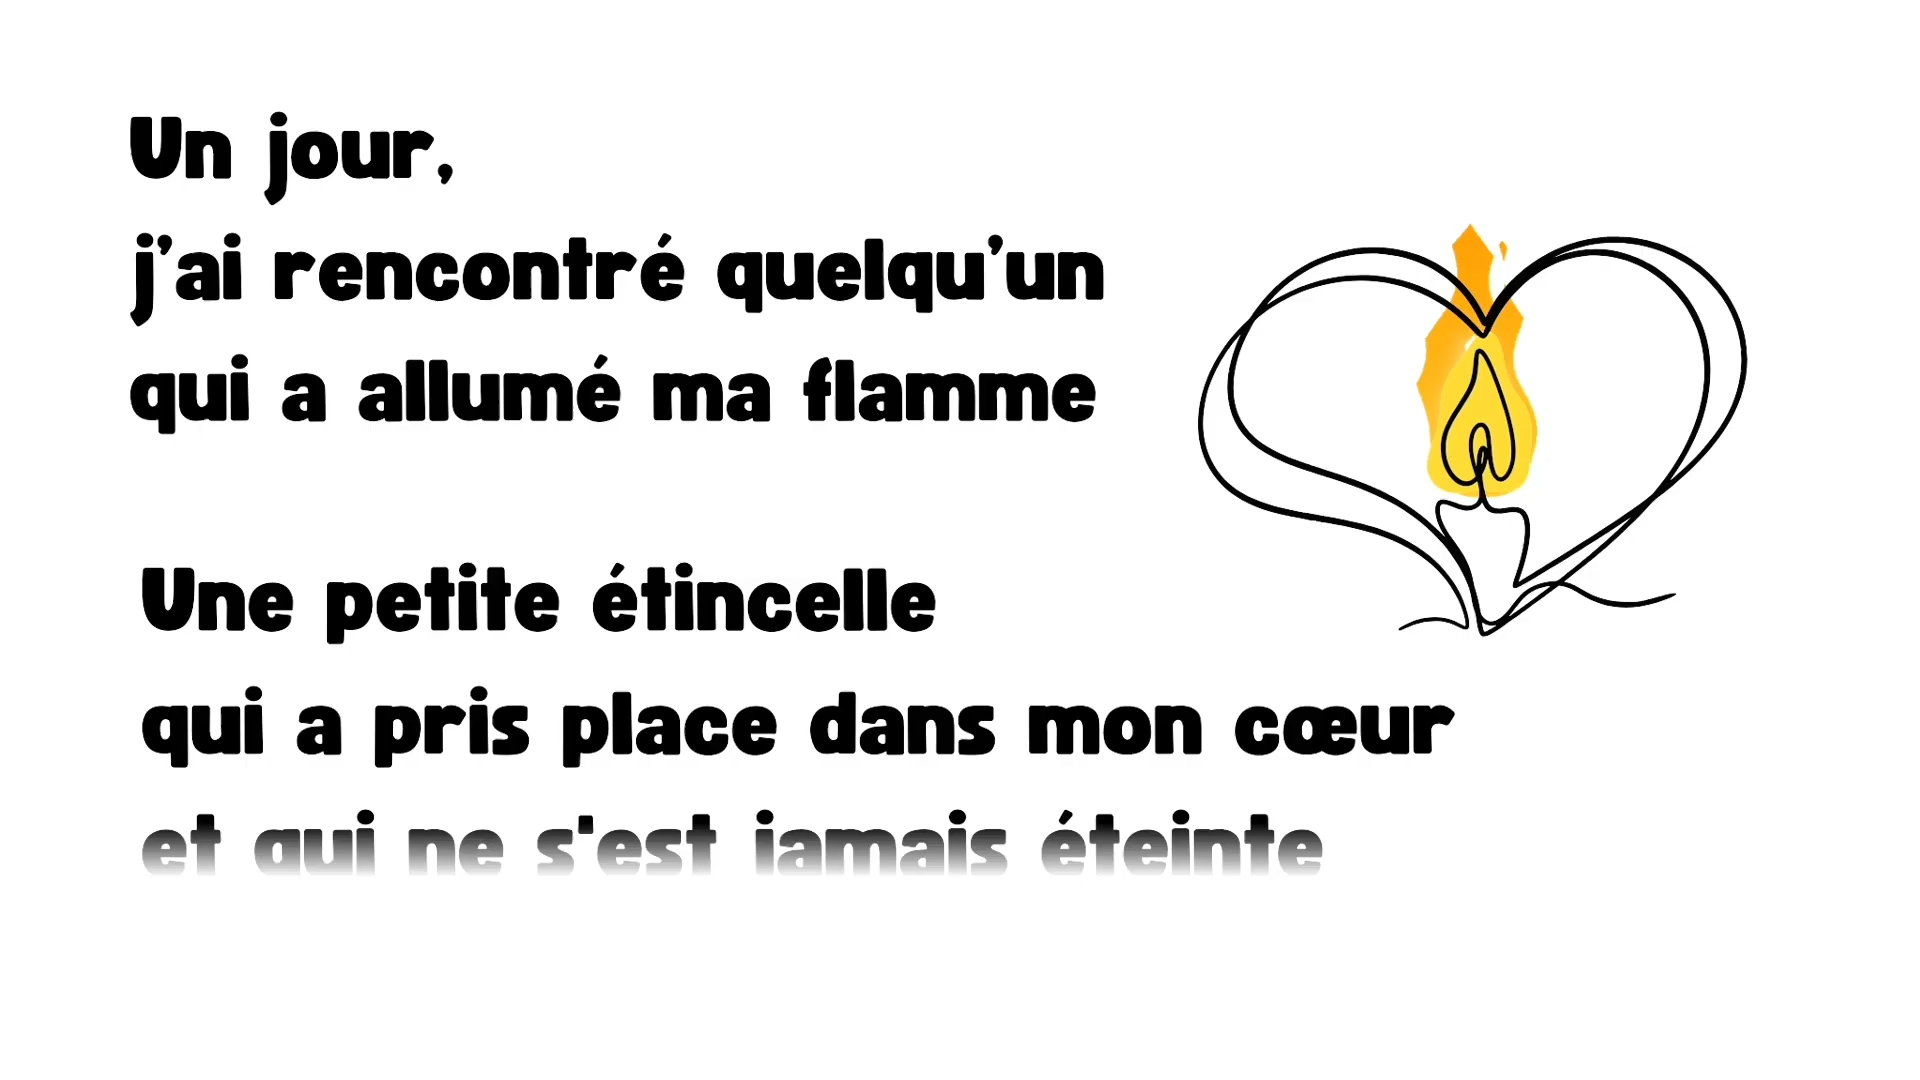 Un jour,
j’ai rencontré quelqu’un
qui a allumé ma flamme
Une petite étincelle
qui a pris place dans mon cœur
et qui ne s'est jamais éteinte